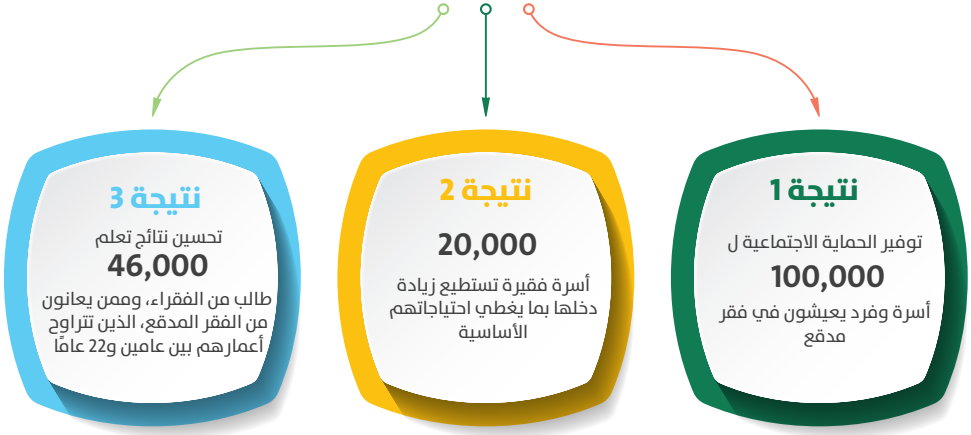 نتيجة 1
توفير الحماية الاجتماعية ل
100,000
أسرة وفرد يعيشون في فقر
مدقع
نتيجة 2
20,000
أسرة فقيرة تستطيع زيادة
دخلها بما يغطي احتياجاتهم
الأساسية
نتيجة 3
تحسين نتائج تعلم
46,000
طالب من الفقراء، وممن يعانون
من الفقر المدقع، الذين تتراوح
أعمارهم بين عامين و22 عامًا